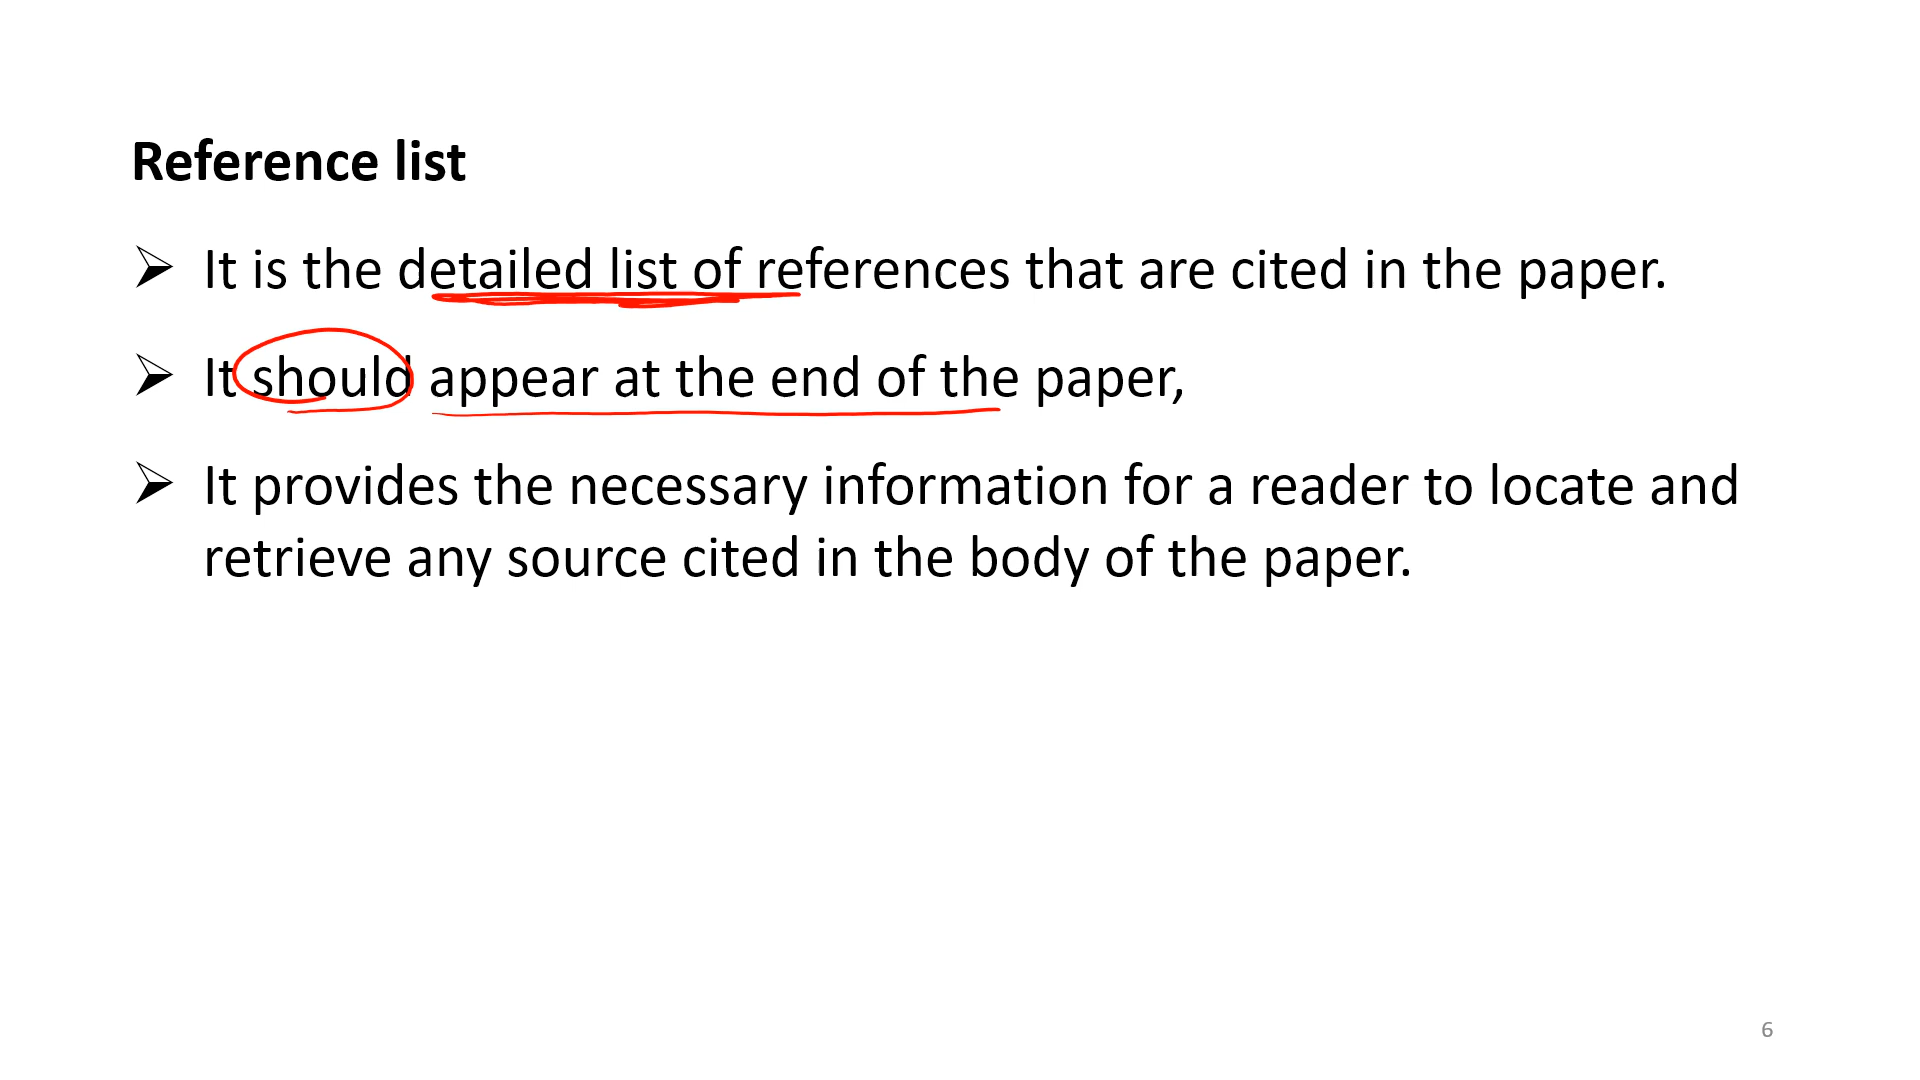 Reference list
➢ It is the detailed list of references that are cited in the paper.
➢ It should appear at the end of the paper,
➢ It provides the necessary information for a reader to locate and
retrieve any source cited in the body of the paper.
6